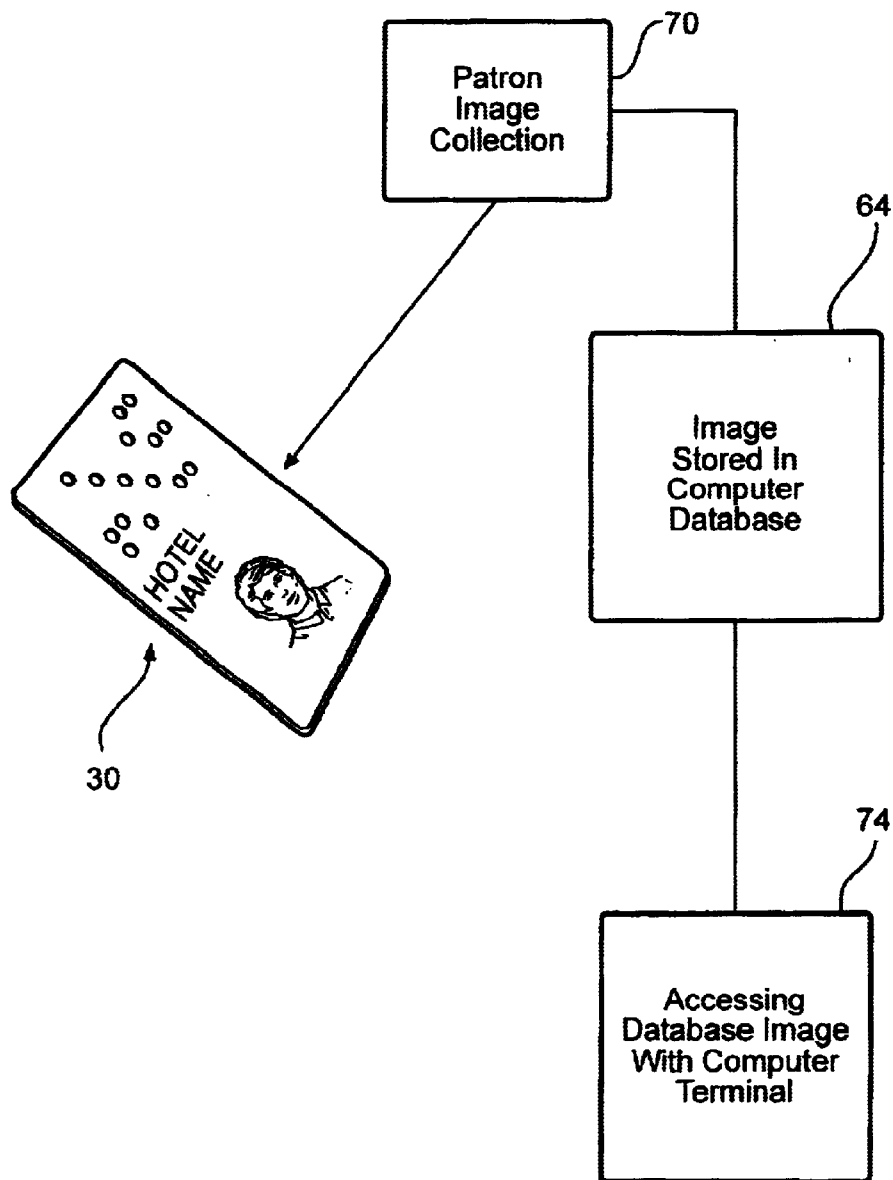 70
Patron
Image
Collection
64
Image
Stored In
Computer
Database
HOTEL
NAME
30
74
Accessing
Database Image
With Computer
Terminal